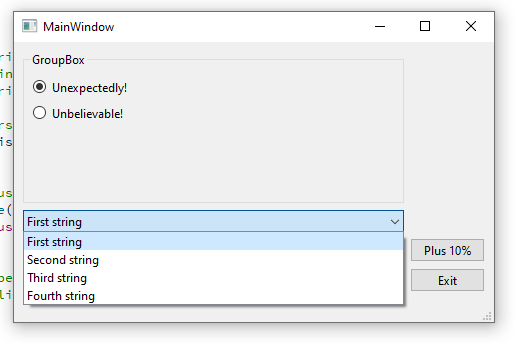 MainWindow
GroupBox
Unexpectedly!
Unbelievable!
First string
First string
Second string
Third string
Fourth string
Plus 10%
Exit